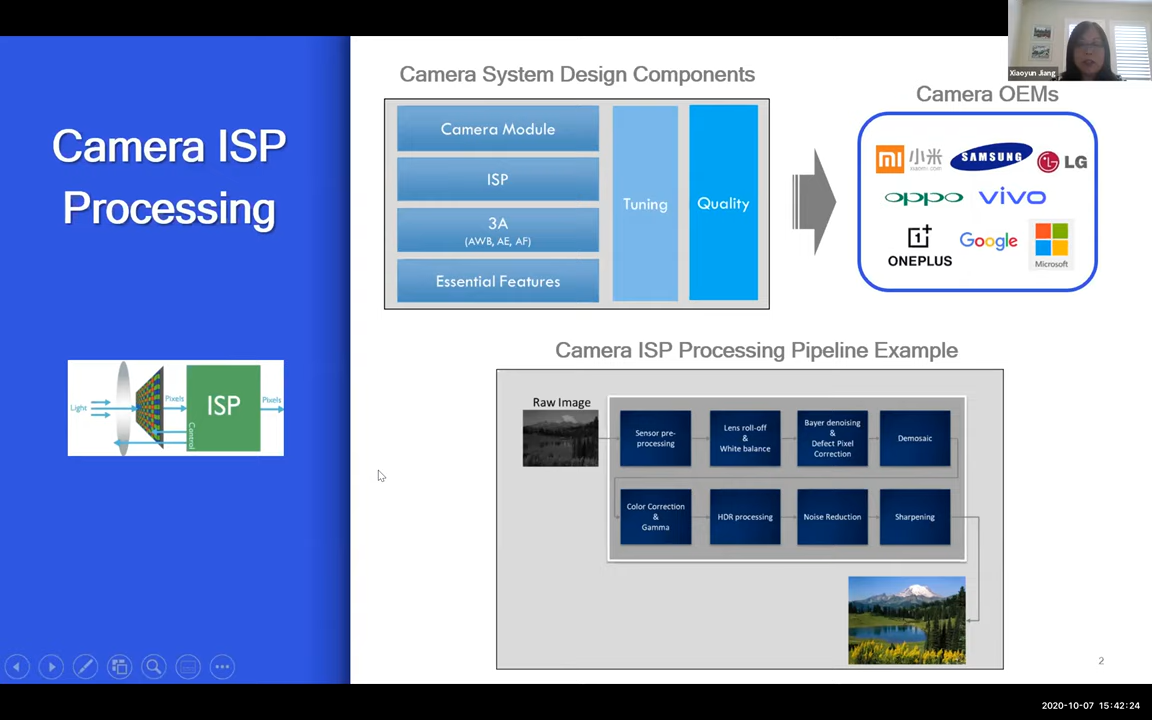 Xiaoyun Jiang
Camera ISP
Processing
Light
Pixels
Control
ISP
Pixels
Camera System Design Components
Camera Module
ISP
3A
(AWB, AE, AF)
Essential Features
Tuning
Quality
Camera OEMs
mi 小米
xiaomi.com
SAMSUNG
LG
oppo
vivo
1+
ONEPLUS
Google
Microsoft
Camera ISP Processing Pipeline Example
Raw Image
Sensor pre-
processing
Lens roll-off
&
White balance
Bayer denoising
&
Defect Pixel
Correction
Demosaic
Color Correction
&
Gamma
HDR processing
Noise Reduction
Sharpening
2
2020-10-07 15:42:24